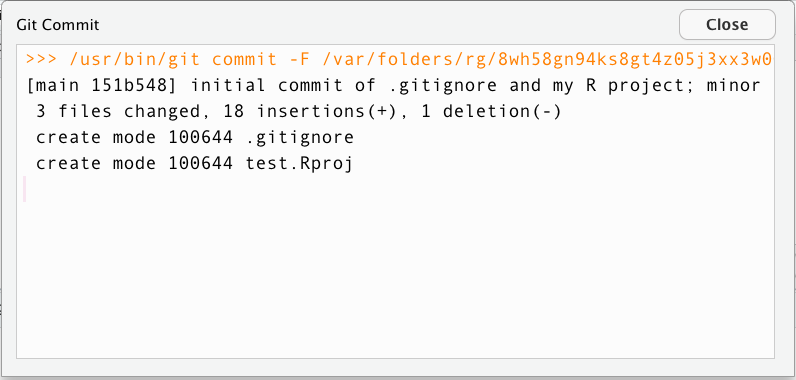 Git Commit
Close
>>> /usr/bin/git commit -F /var/folders/rg/8wh58gn94ks8gt4z05j3xx3w0
[main 151b548] initial commit of .gitignore and my R project; minor
3 files changed, 18 insertions(+), 1 deletion(-)
create mode 100644 .gitignore
create mode 100644 test.Rproj